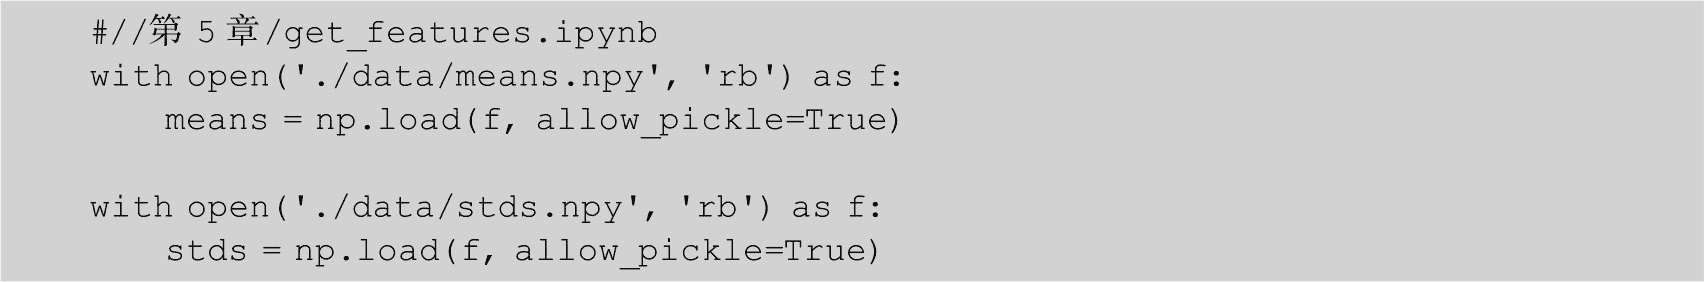 #//第 5 章/get_features.ipynb
with open('./data/means.npy', 'rb') as f:
    means = np.load(f, allow_pickle=True)
with open('./data/stds.npy', 'rb') as f:
    stds = np.load(f, allow_pickle=True)